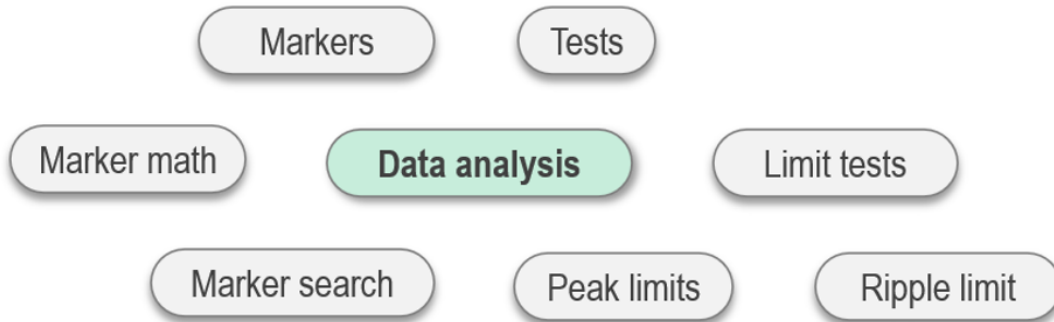 Markers
Tests
Marker math
Data analysis
Limit tests
Marker search
Peak limits
Ripple limit